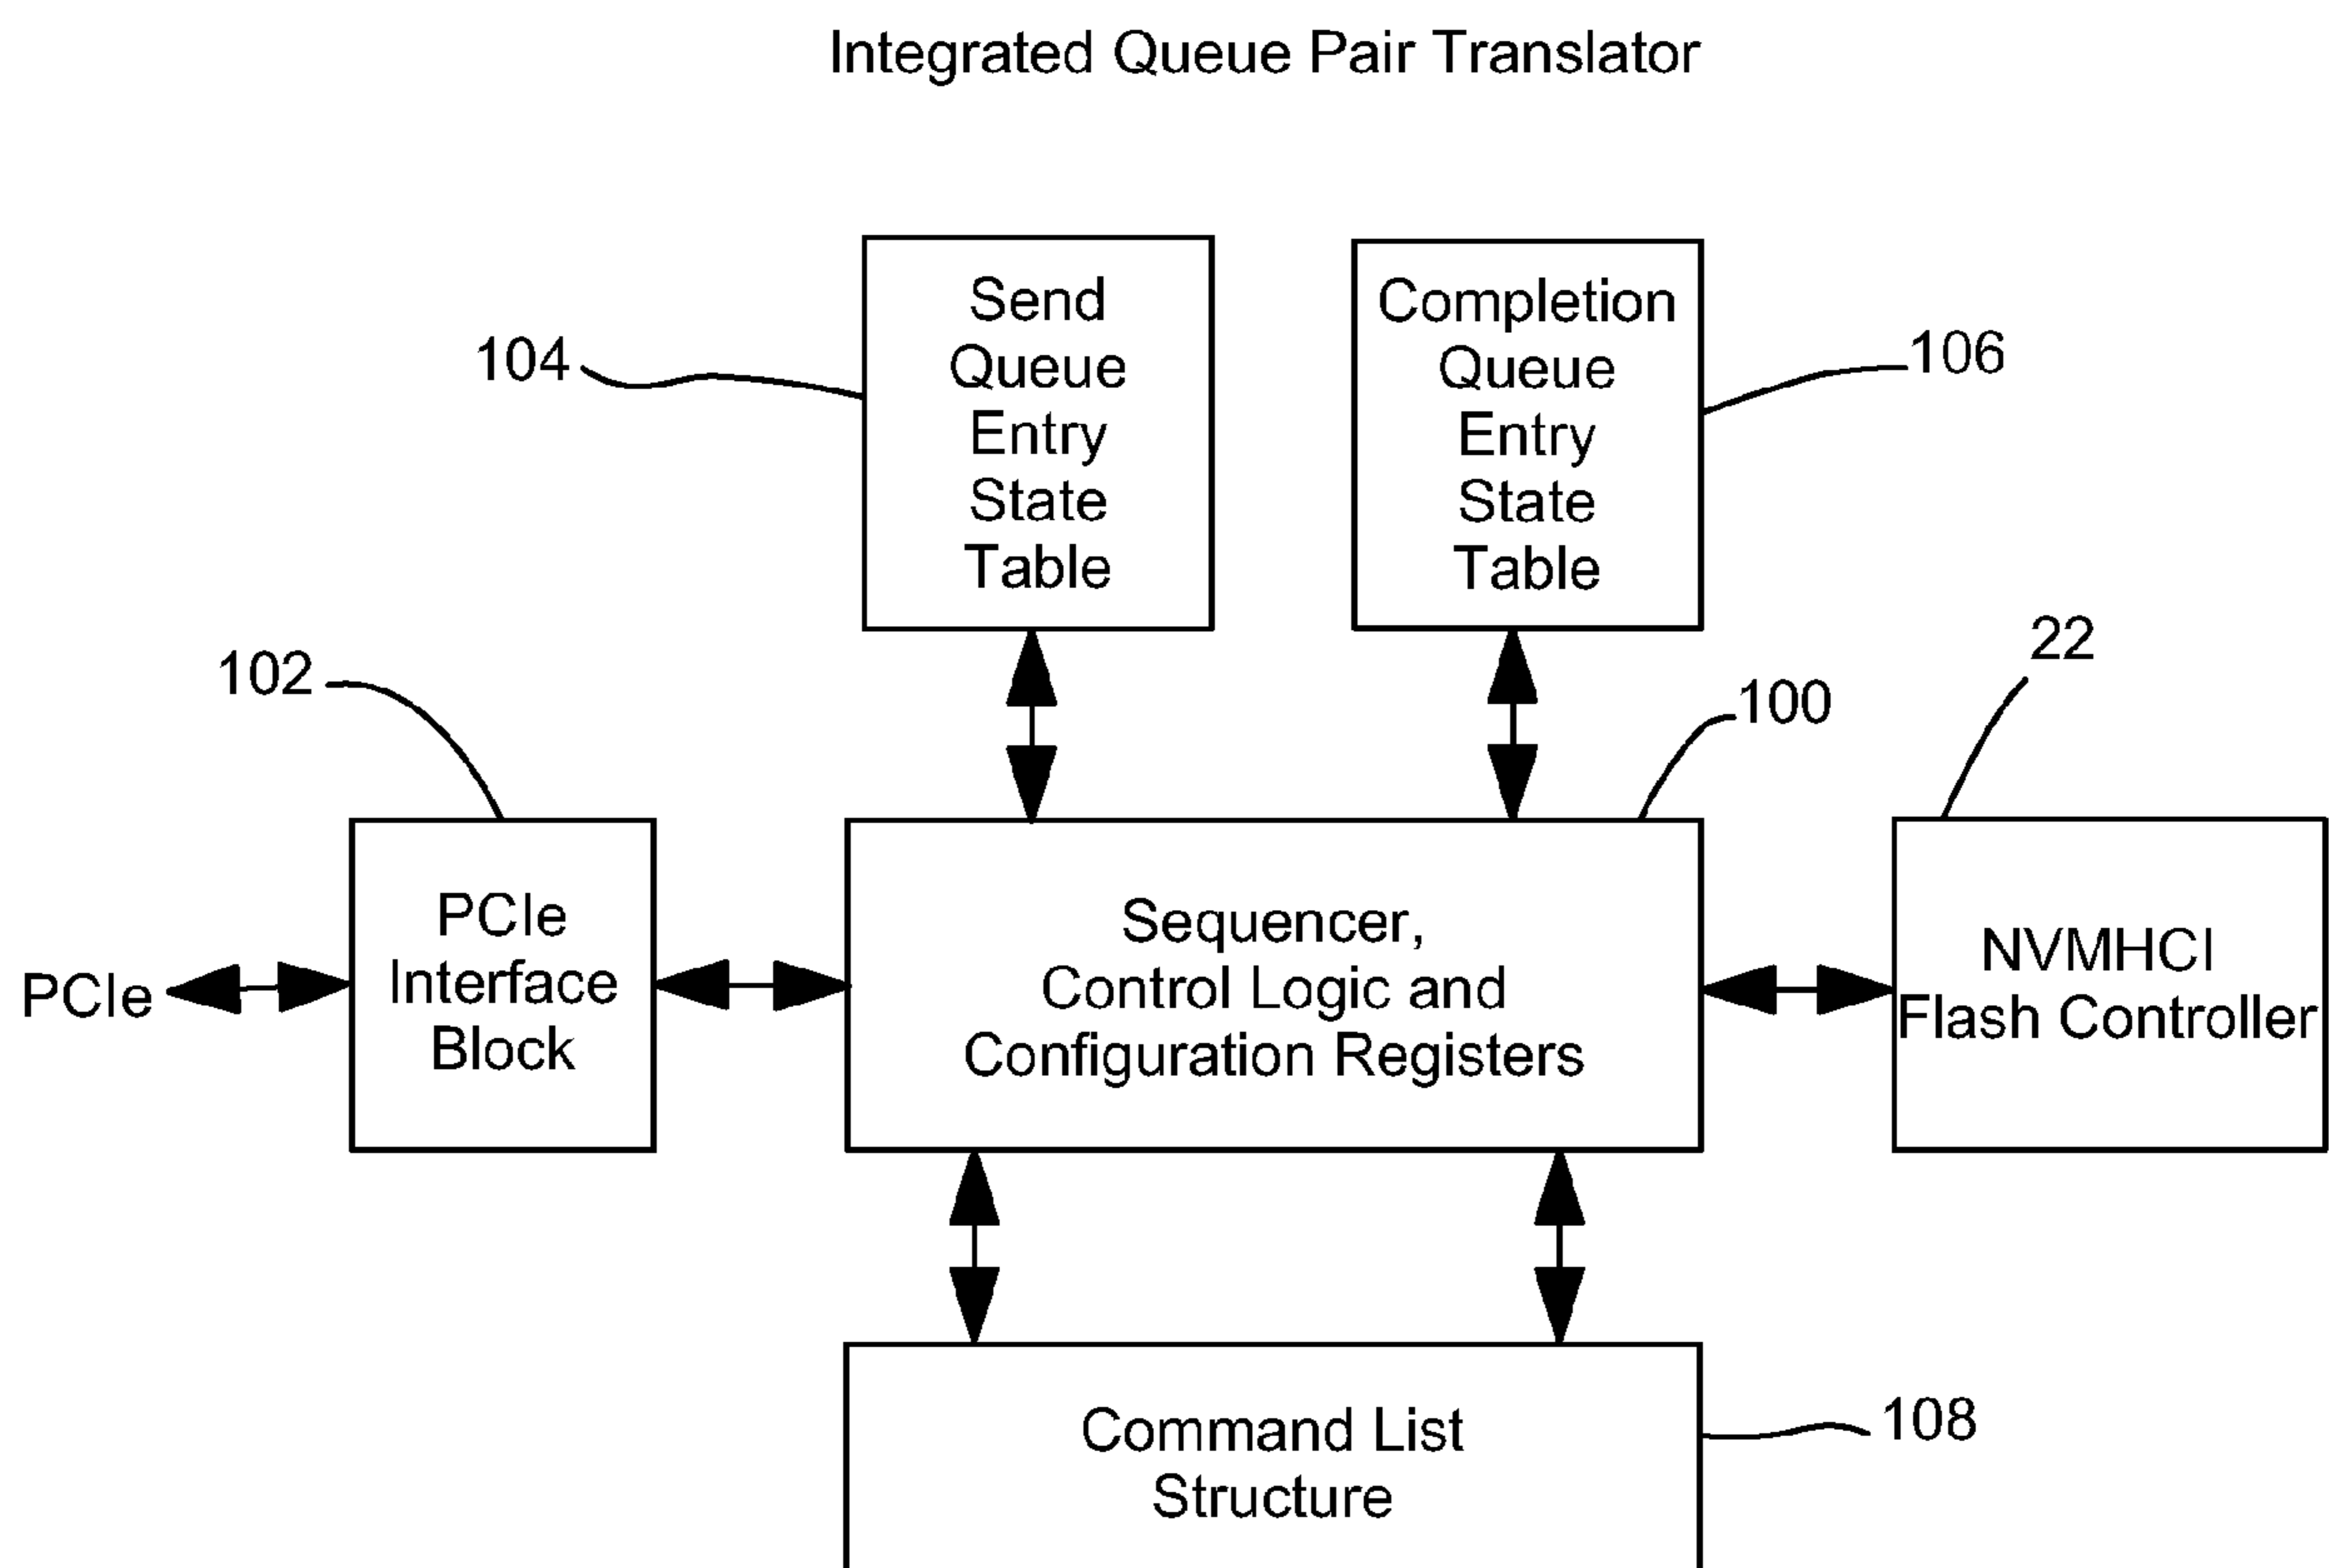 Integrated Queue Pair Translator
Send
Queue
Entry
State
Table
Completion
Queue
Entry
State
Table
104
106
22
102
100
PCIe
PCIe
Interface
Block
Sequencer,
Control Logic and
Configuration Registers
NVMHCI
Flash Controller
Command List
Structure
108